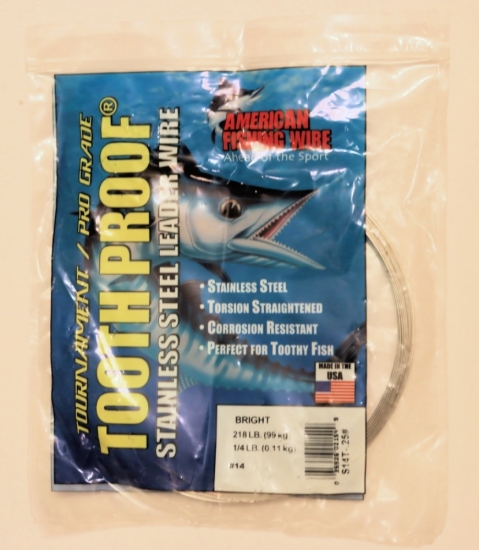 TOURNAMENT / PRO GRADE
TOOTH PROOF®
STAINLESS STEEL LEADER WIRE
AMERICAN
FISHING WIRE
Ahead of the Sport
• STAINLESS STEEL
• TORSION STRAIGHTENED
• CORROSION RESISTANT
• PERFECT FOR TOOTHY FISH
MADE IN THE
USA
BRIGHT
218 LB. (99 kg)
1/4 LB. (0.11 kg)
#14
S14T-.25#